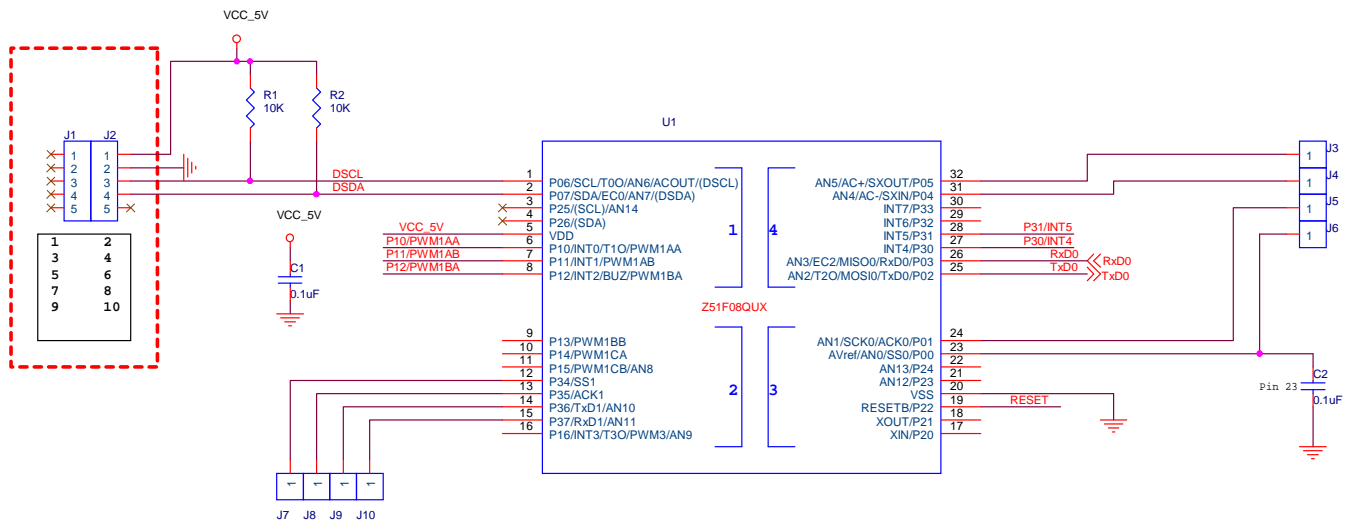 VCC_5V
R1
10K
R2
10K
U1
J1 J2
1 1
2 2
3 3
4 4
5 5
DSCL
DSDA
VCC_5V
C1
0.1uF
1 2
3 4
5 6
7 8
9 10
VCC_5V
P10/PWM1AA
P11/PWM1AB
P12/PWM1BA
1 P06/SCL/T0O/AN6/ACOUT/(DSCL)
2 P07/SDA/EC0/AN7/(DSDA)
3 P25/(SCL)/AN14
4 P26/(SDA)
5 VDD
6 P10/INT0/T1O/PWM1AA
7 P11/INT1/PWM1AB
8 P12/INT2/BUZ/PWM1BA
9 P13/PWM1BB
10 P14/PWM1CA
11 P15/PWM1CB/AN8
12 P34/SS1
13 P35/ACK1
14 P36/TxD1/AN10
15 P37/RxD1/AN11
16 P16/INT3/T3O/PWM3/AN9
1 4
Z51F08QUX
2 3
AN5/AC+/SXOUT/P05 32
AN4/AC-/SXIN/P04 31
INT7/P33 30
INT6/P32 29
INT5/P31 28
INT4/P30 27
AN3/EC2/MISO0/RxD0/P03 26
AN2/T2O/MOSI0/TxD0/P02 25
AN1/SCK0/ACK0/P01 24
AVref/AN0/SS0/P00 23
AN13/P24 22
AN12/P23 21
VSS 20
RESETB/P22 19
XOUT/P21 18
XIN/P20 17
P31/INT5
P30/INT4
RxD0 RxD0
TxD0 TxD0
RESET
1 J3
1 J4
1 J5
1 J6
C2
Pin 23
0.1uF
1 1 1 1
J7 J8 J9 J10